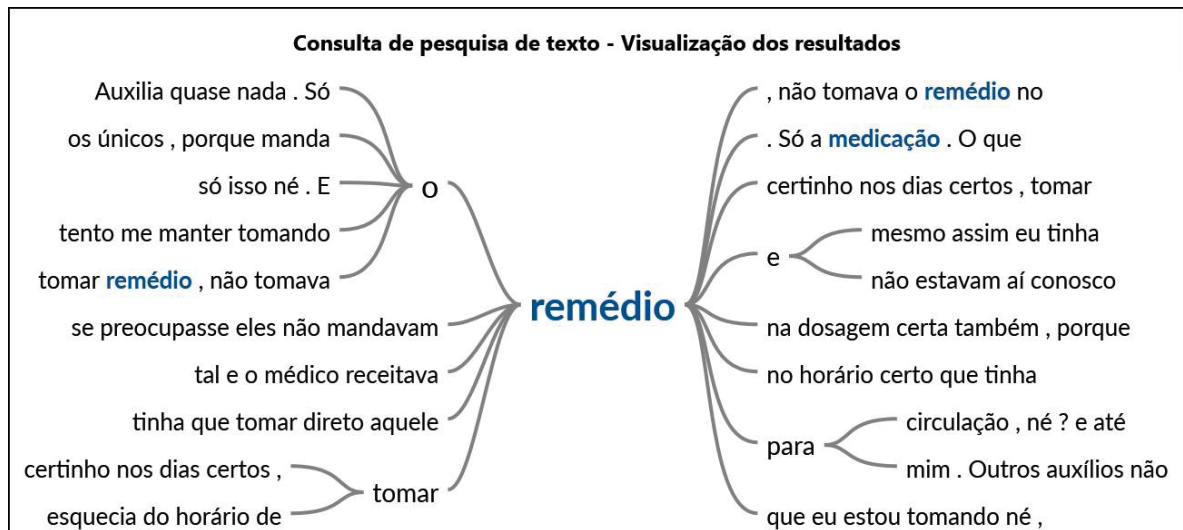 Consulta de pesquisa de texto - Visualização dos resultados
Auxilia quase nada . Só
os únicos , porque manda
só isso né . E
tento me manter tomando
tomar remédio , não tomava
o
se preocupasse eles não mandavam
tal e o médico receitava
tinha que tomar direto aquele
certinho nos dias certos ,
esquecia do horário de
tomar
remédio
, não tomava o remédio no
. Só a medicação . O que
certinho nos dias certos , tomar
e
mesmo assim eu tinha
não estavam aí conosco
na dosagem certa também , porque
no horário certo que tinha
para
circulação , né ? e até
mim . Outros auxílios não
que eu estou tomando né ,